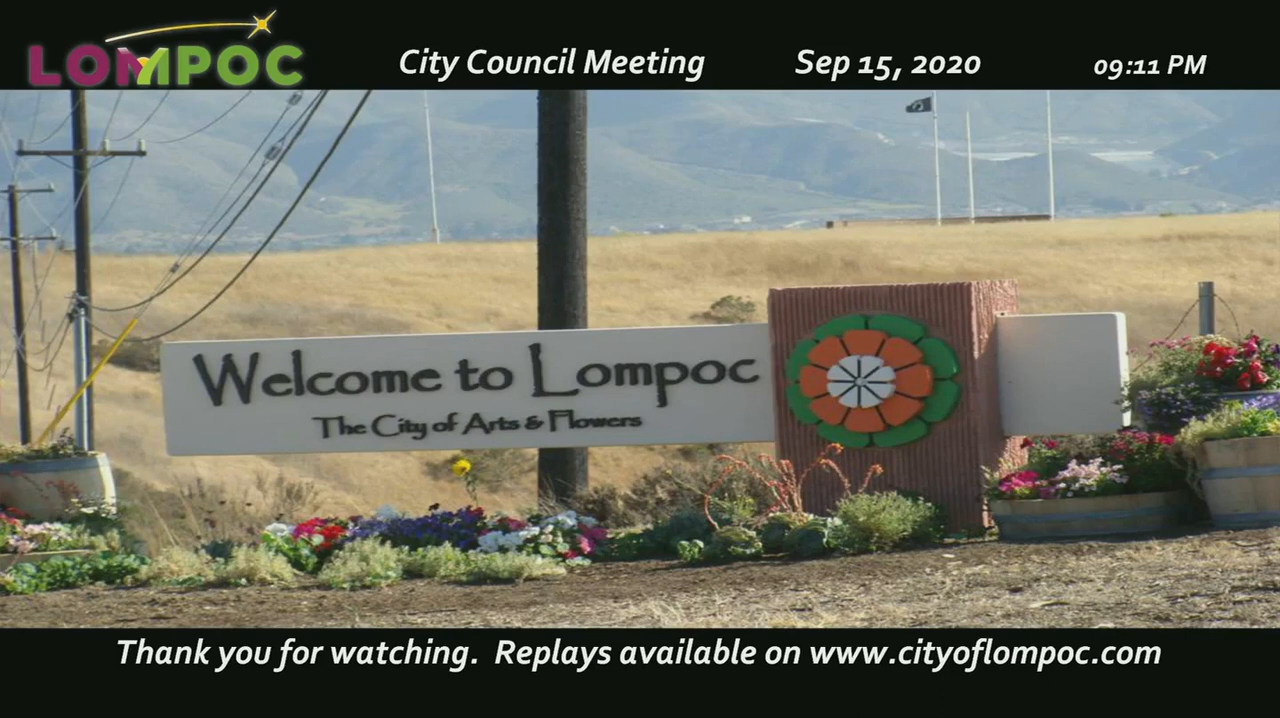 LOMPOC
City Council Meeting Sep 15, 2020 09:11 PM
Welcome to Lompoc
The City of Arts & Flowers
Thank you for watching. Replays available on www.cityoflompoc.com